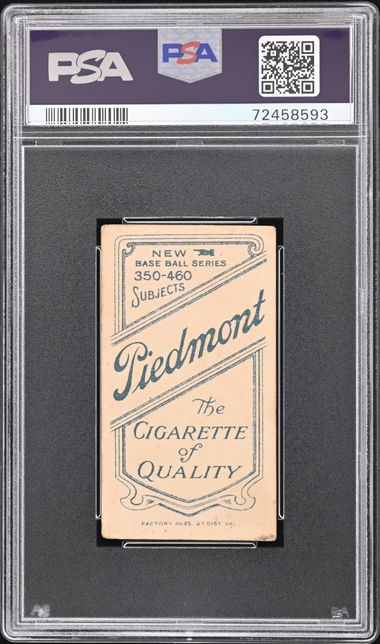 PSA
PSA
72458593
NEW
BASE BALL SERIES
350-460
SUBJECTS
Piedmont
The
CIGARETTE
of
QUALITY
FACTORY No 25. 2d DIST. VA.